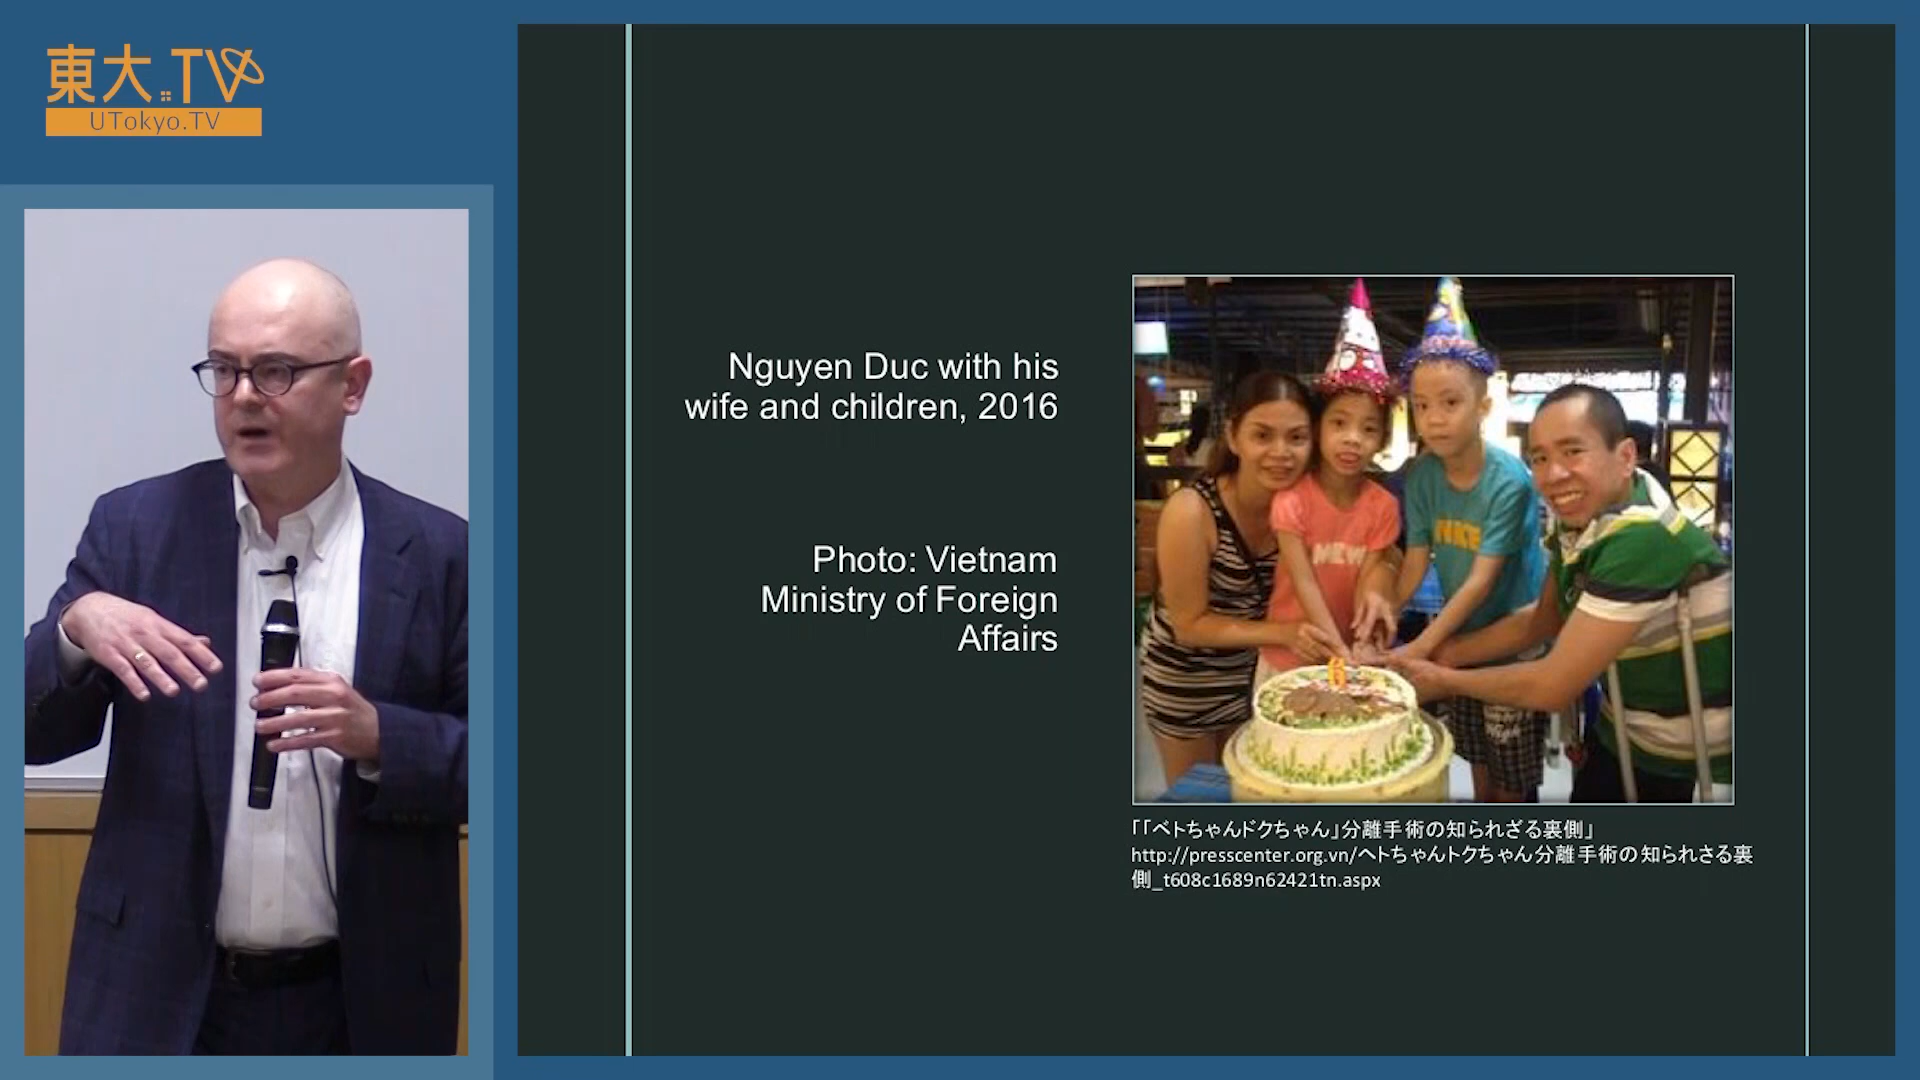 東大TV
UTokyo.TV
Nguyen Duc with his
wife and children, 2016
Photo: Vietnam
Ministry of Foreign
Affairs
NEW
NIKE
6
「「ベトちゃんドクちゃん」分離手術の知られざる裏側」
http://presscenter.org.vn/ヘトちゃんトクちゃん分離手術の知られさる裏
側_t608c1689n62421tn.aspx